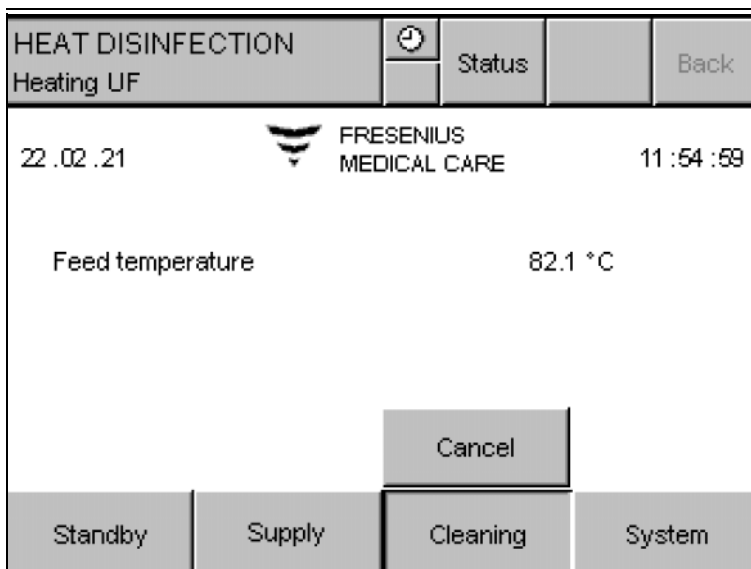 HEAT DISINFECTION
Heating UF
Status
Back
22 .02 .21
FRESENIUS
MEDICAL CARE
11 :54 :59
Feed temperature 82.1 °C
Cancel
Standby Supply Cleaning System